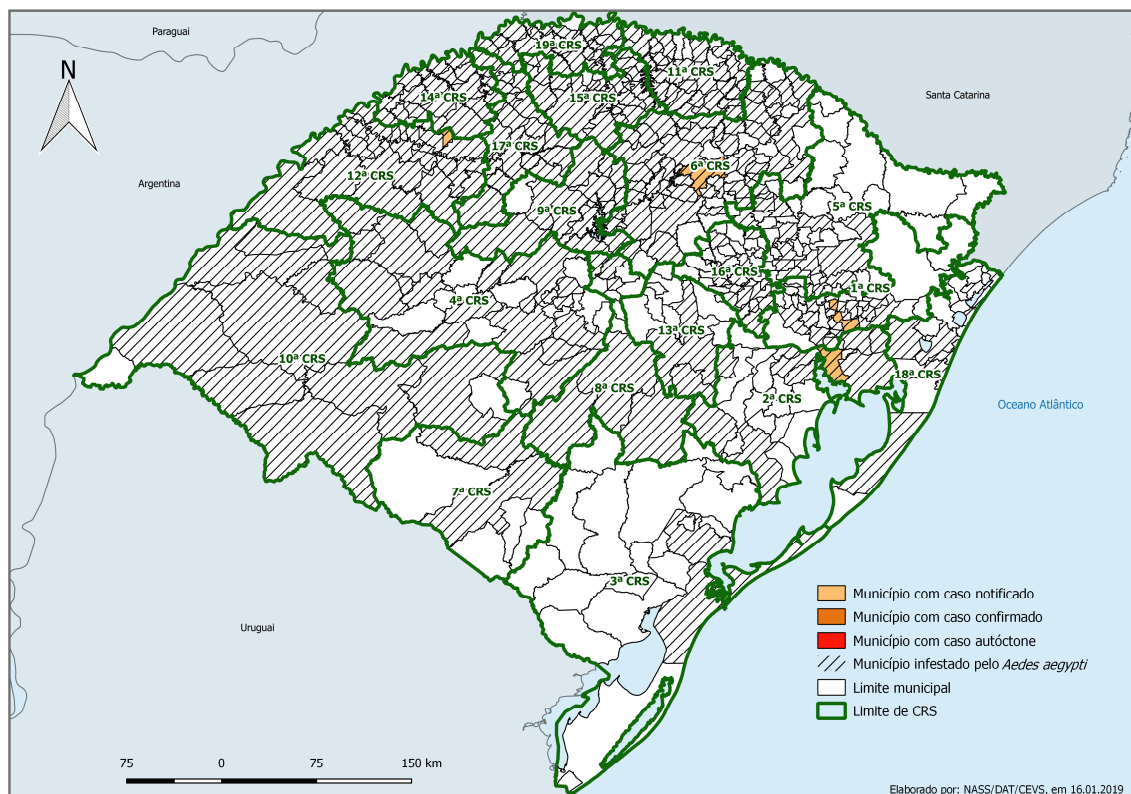 Paraguai
19ª CRS
11ª CRS
N
14ª CRS
15ª CRS
Santa Catarina
17ª CRS
6ª CRS
Argentina
12ª CRS
5ª CRS
9ª CRS
16ª CRS
1ª CRS
4ª CRS
13ª CRS
10ª CRS
18ª CRS
8ª CRS
2ª CRS
Oceano Atlântico
7ª CRS
3ª CRS
Uruguai
Município com caso notificado
Município com caso confirmado
Município com caso autóctone
Município infestado pelo Aedes aegypti
Limite municipal
Limite de CRS
75 0 75 150 km
Elaborado por: NASS/DAT/CEVS, em 16.01.2019